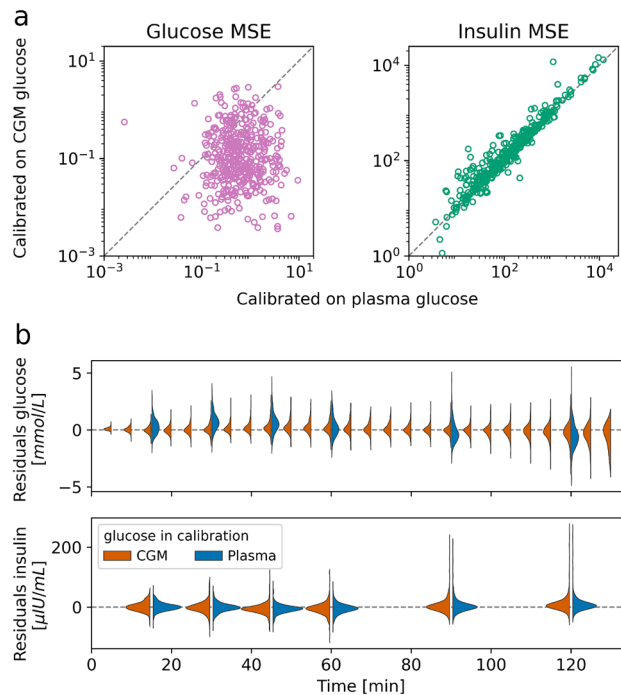 a
Glucose MSE
Insulin MSE
Calibrated on CGM glucose
10¹
10⁻¹
10⁻³
10⁻³
10⁻¹
10¹
10⁴
10²
10⁰
10⁰
10²
10⁴
Calibrated on plasma glucose
b
Residuals glucose
[mmol/L]
5
0
−5
Residuals insulin
[μIU/mL]
200
0
glucose in calibration
CGM
Plasma
0
20
40
60
80
100
120
Time [min]